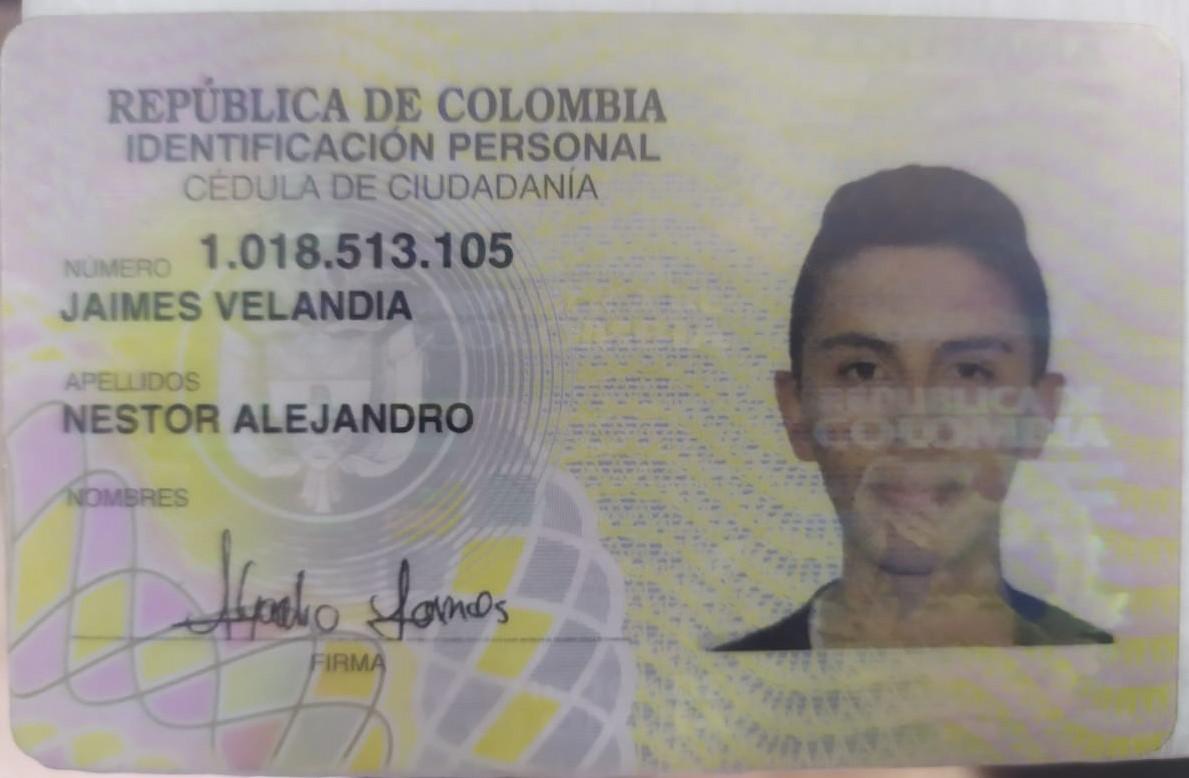 REPÚBLICA DE COLOMBIA
IDENTIFICACIÓN PERSONAL
CÉDULA DE CIUDADANÍA
NÚMERO 1.018.513.105
JAIMES VELANDIA
APELLIDOS
NESTOR ALEJANDRO
NOMBRES
REPÚBLICA DE
COLOMBIA
FIRMA